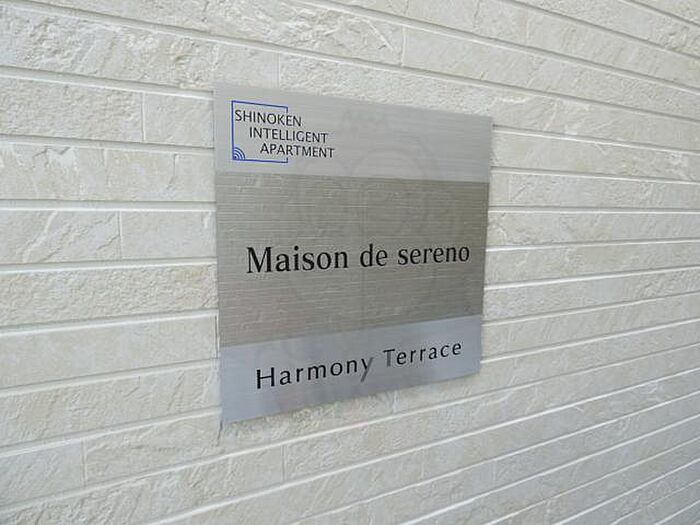 SHINOKEN
INTELLIGENT
APARTMENT
Maison de sereno
Harmony Terrace